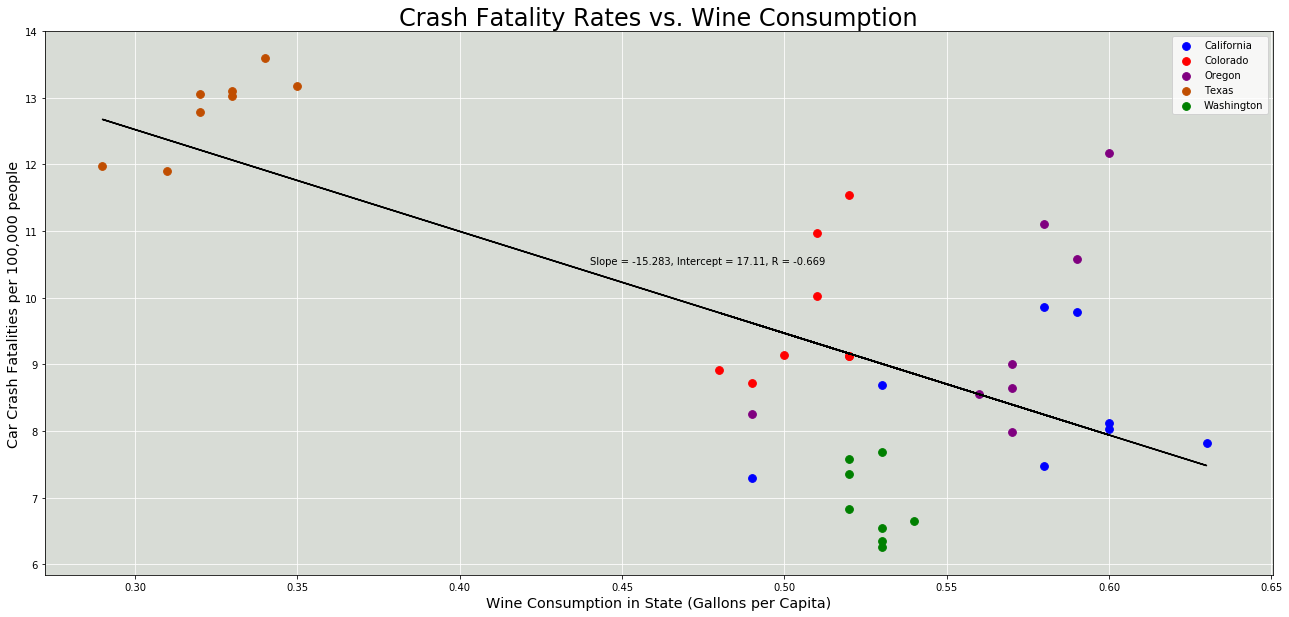 Crash Fatality Rates vs. Wine Consumption
14
13
12
11
10
9
8
7
6
Car Crash Fatalities per 100,000 people
California
Colorado
Oregon
Texas
Washington
Slope = -15.283, Intercept = 17.11, R = -0.669
0.30 0.35 0.40 0.45 0.50 0.55 0.60 0.65
Wine Consumption in State (Gallons per Capita)